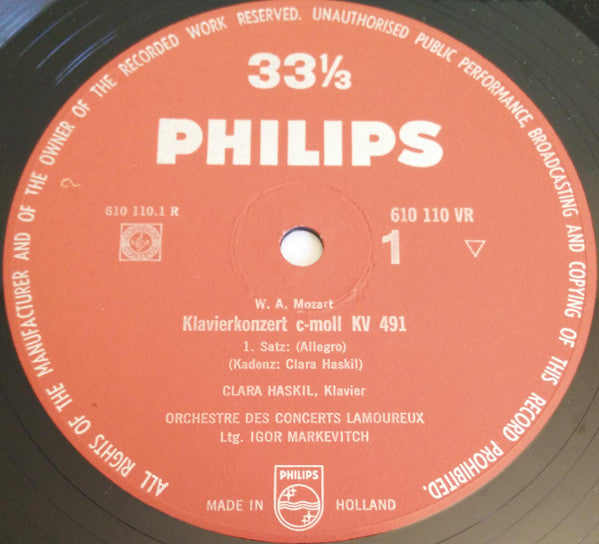 ALL RIGHTS OF THE MANUFACTURER AND OF THE OWNER OF THE RECORDED WORK RESERVED. UNAUTHORISED PUBLIC PERFORMANCE, BROADCASTING AND COPYING OF THIS RECORD PROHIBITED.
33⅓
PHILIPS
610 110.1 R
610 110 VR
1
W. A. Mozart
Klavierkonzert c-moll KV 491
1. Satz: (Allegro)
(Kadenz: Clara Haskil)
CLARA HASKIL, Klavier
ORCHESTRE DES CONCERTS LAMOUREUX
Ltg. IGOR MARKEVITCH
PHILIPS
MADE IN HOLLAND